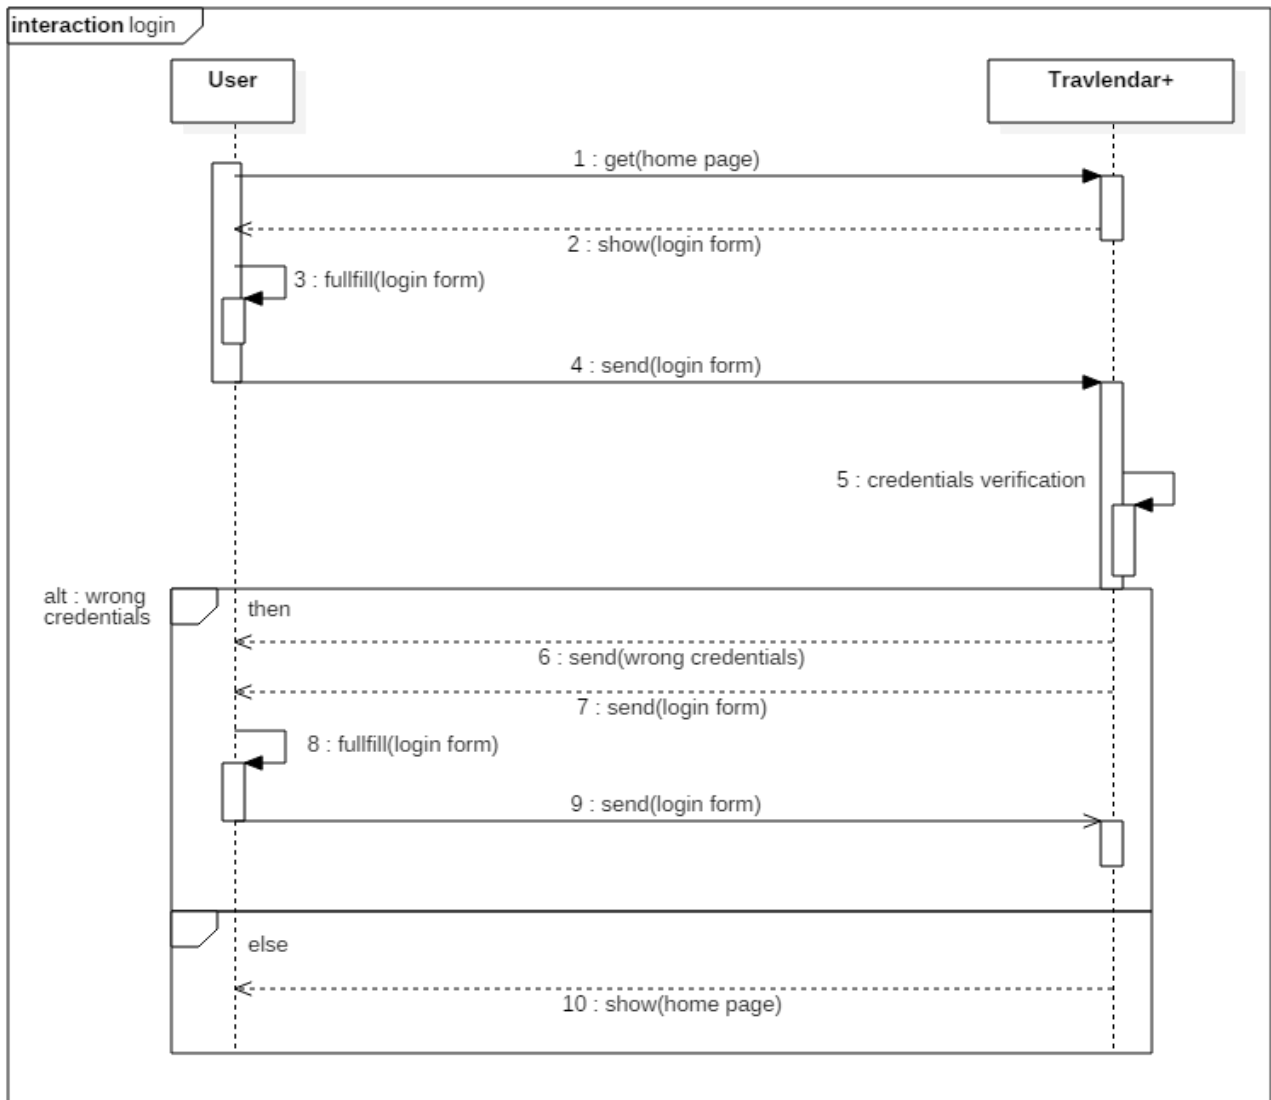 interaction login
User
Travlendar+
1 : get(home page)
2 : show(login form)
3 : fullfill(login form)
4 : send(login form)
5 : credentials verification
alt : wrong
credentials
then
6 : send(wrong credentials)
7 : send(login form)
8 : fullfill(login form)
9 : send(login form)
else
10 : show(home page)